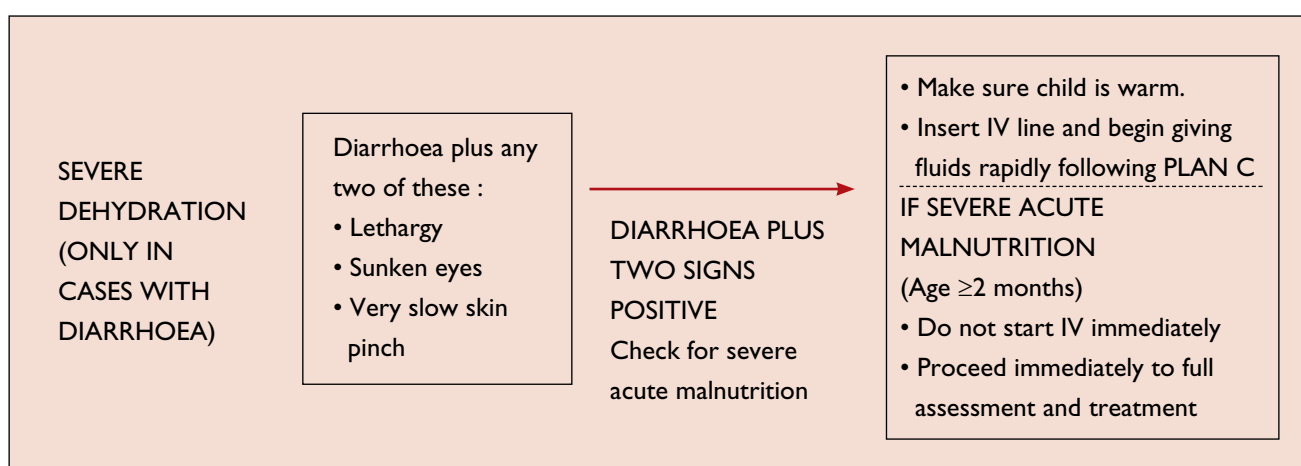 SEVERE
DEHYDRATION
(ONLY IN
CASES WITH
DIARRHOEA)
Diarrhoea plus any
two of these :
• Lethargy
• Sunken eyes
• Very slow skin
pinch
DIARRHOEA PLUS
TWO SIGNS
POSITIVE
Check for severe
acute malnutrition
• Make sure child is warm.
• Insert IV line and begin giving
fluids rapidly following PLAN C
IF SEVERE ACUTE
MALNUTRITION
(Age ≥2 months)
• Do not start IV immediately
• Proceed immediately to full
assessment and treatment